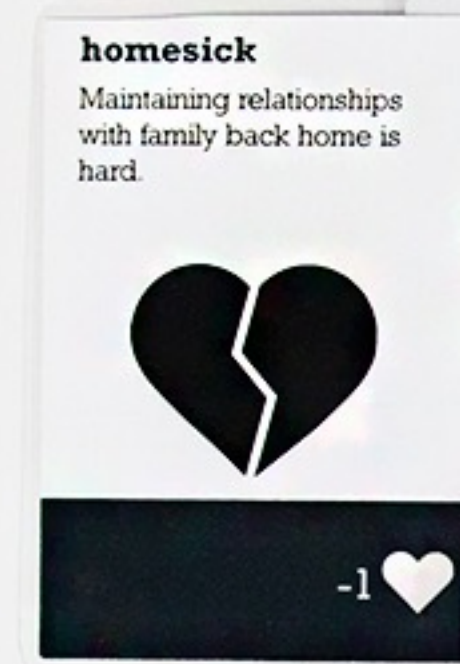 homesick
Maintaining relationships
with family back home is
hard.
-1